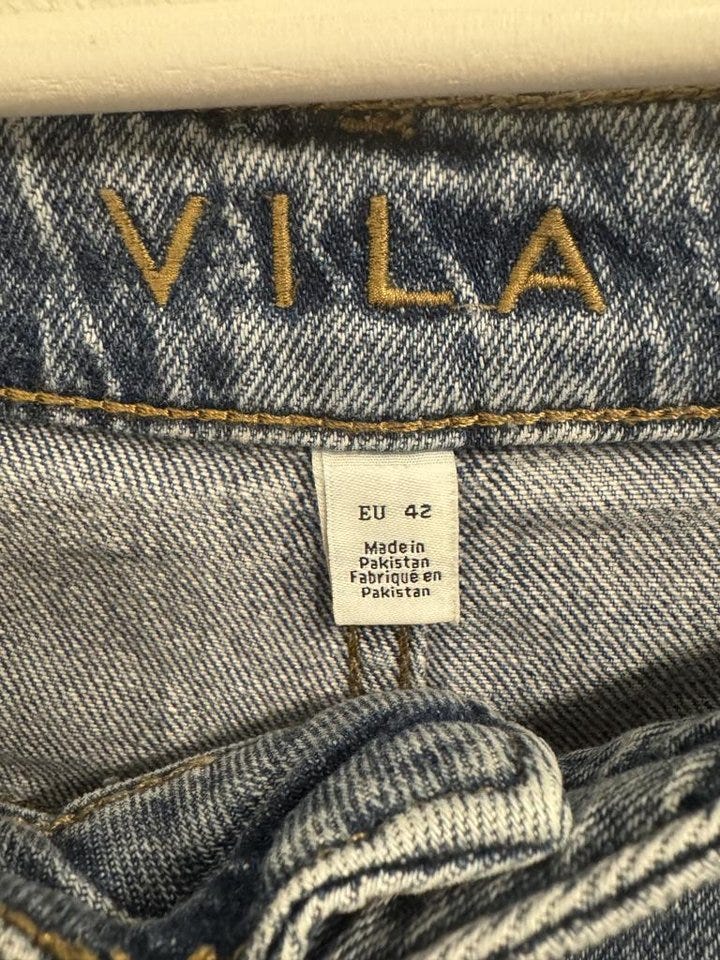 VILA
EU 42
Made in
Pakistan
Fabriqué en
Pakistan